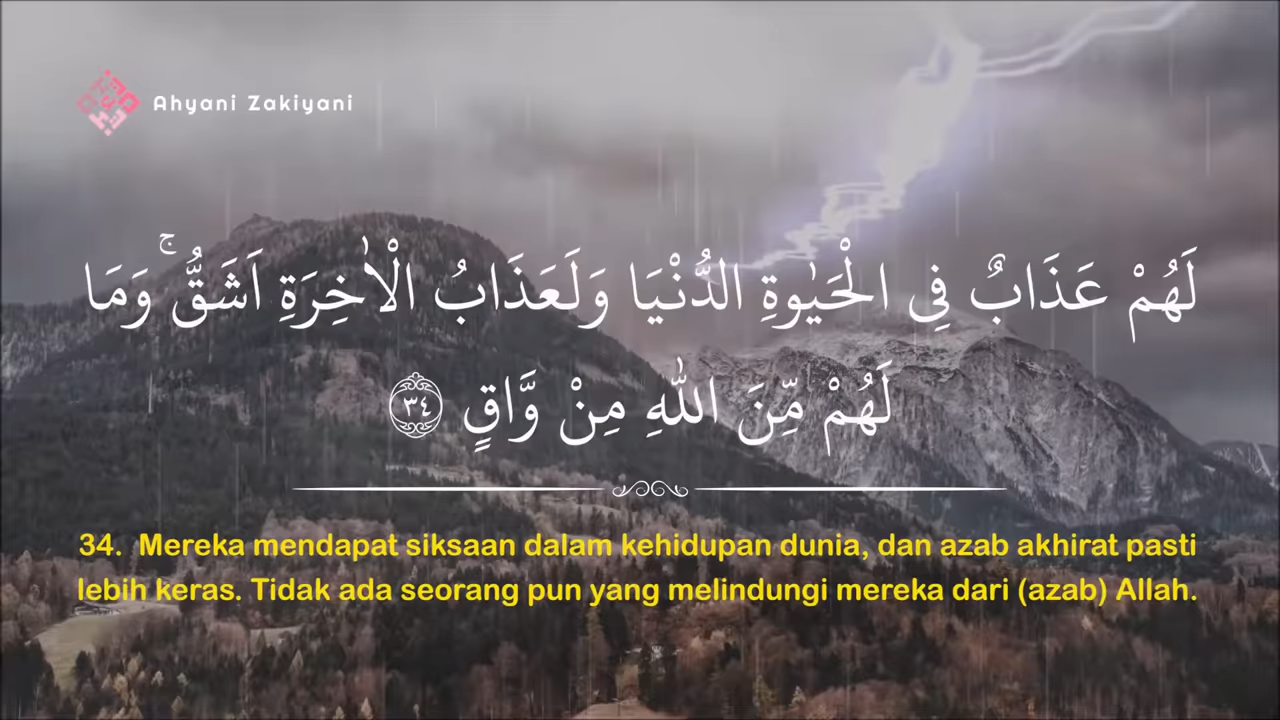 Ahyani Zakiyani
لَهُمْ عَذَابٌ فِى الْحَيٰوةِ الدُّنْيَا وَلَعَذَابُ الْاٰخِرَةِ اَشَقُّ ۚ وَمَا
لَهُمْ مِّنَ اللّٰهِ مِنْ وَّاقٍ ٣٤
34. Mereka mendapat siksaan dalam kehidupan dunia, dan azab akhirat pasti
lebih keras. Tidak ada seorang pun yang melindungi mereka dari (azab) Allah.